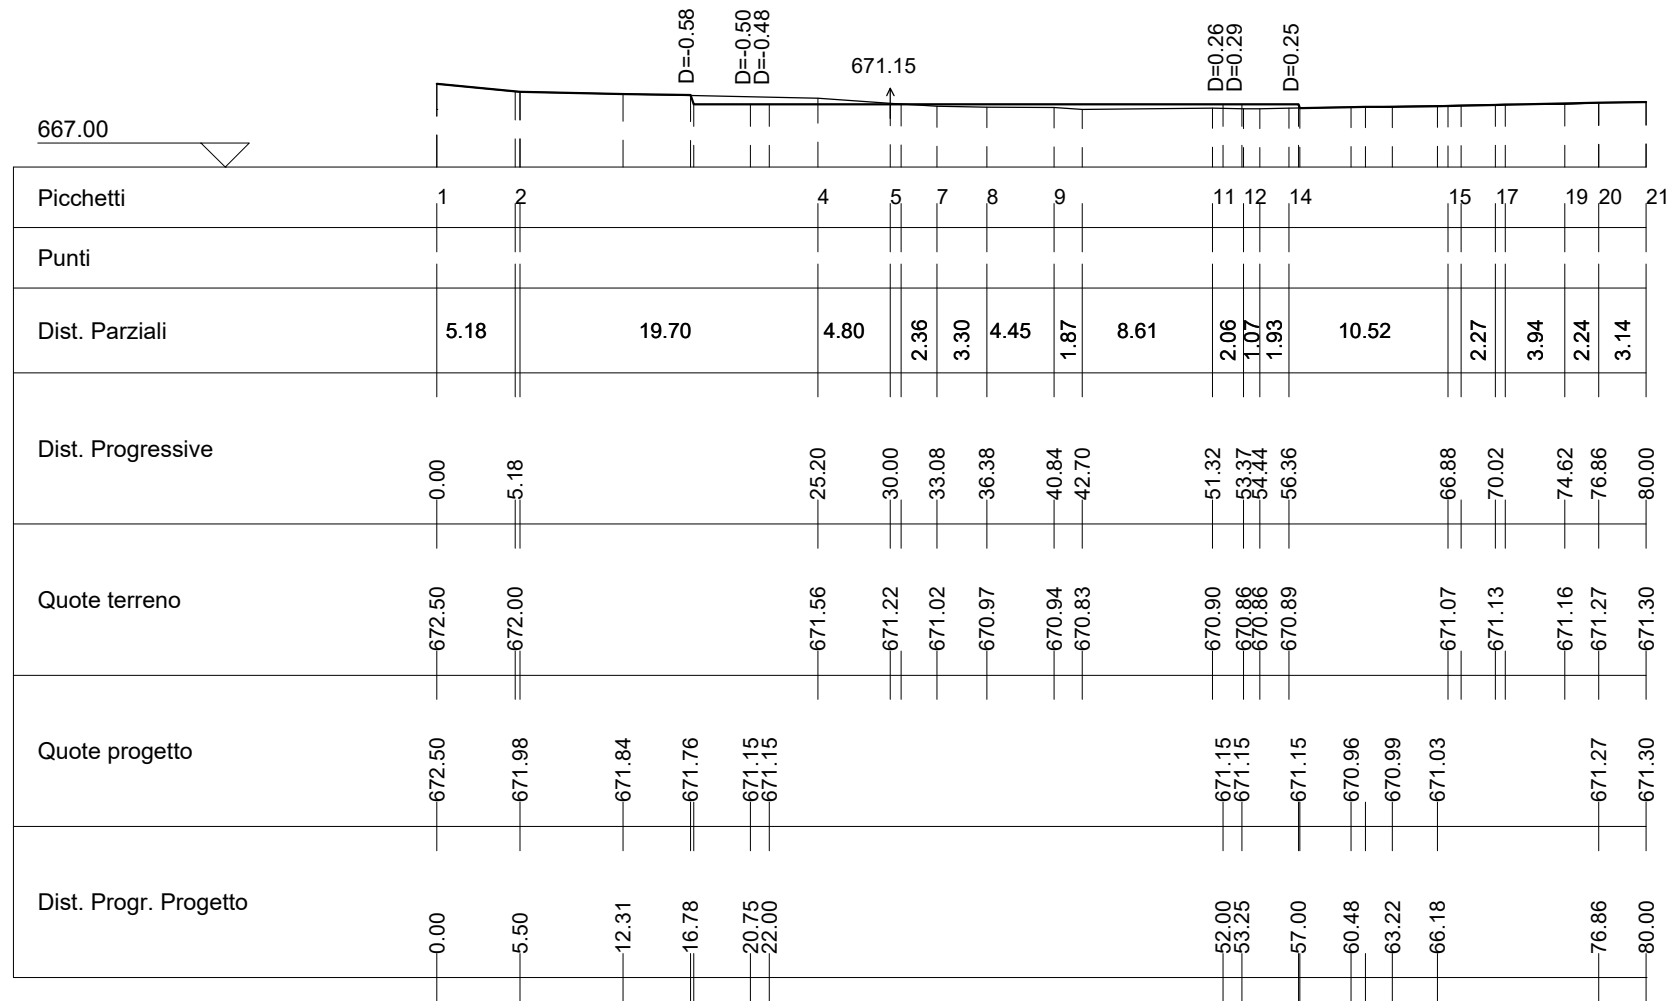 D=-0.58 D=-0.50 D=-0.48 D=0.26 D=0.29 D=0.25
671.15
667.00
Picchetti 1 2 4 5 7 8 9 11 12 14 15 17 19 20 21
Punti
Dist. Parziali 5.18 19.70 4.80 2.36 3.30 4.45 1.87 8.61 2.06 1.07 1.93 10.52 2.27 3.94 2.24 3.14
Dist. Progressive 0.00 5.18 25.20 30.00 33.08 36.38 40.84 42.70 51.32 53.37 54.44 56.36 66.88 70.02 74.62 76.86 80.00
Quote terreno 672.50 672.00 671.56 671.22 671.02 670.97 670.94 670.83 670.90 670.86 670.86 670.89 671.07 671.13 671.16 671.27 671.30
Quote progetto 672.50 671.98 671.84 671.76 671.15 671.15 671.15 671.15 671.15 670.96 670.99 671.03 671.27 671.30
Dist. Progr. Progetto 0.00 5.50 12.31 16.78 20.75 22.00 52.00 53.25 57.00 60.48 63.22 66.18 76.86 80.00